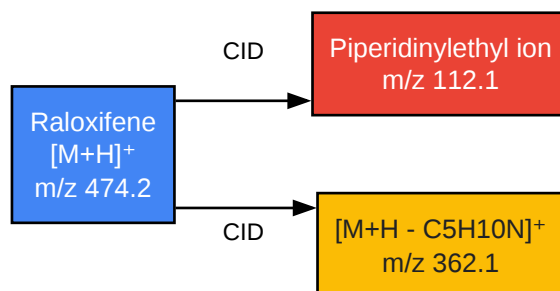 CID
Piperidinylethyl ion
m/z 112.1
Raloxifene
[M+H]⁺
m/z 474.2
CID
[M+H - C5H10N]⁺
m/z 362.1